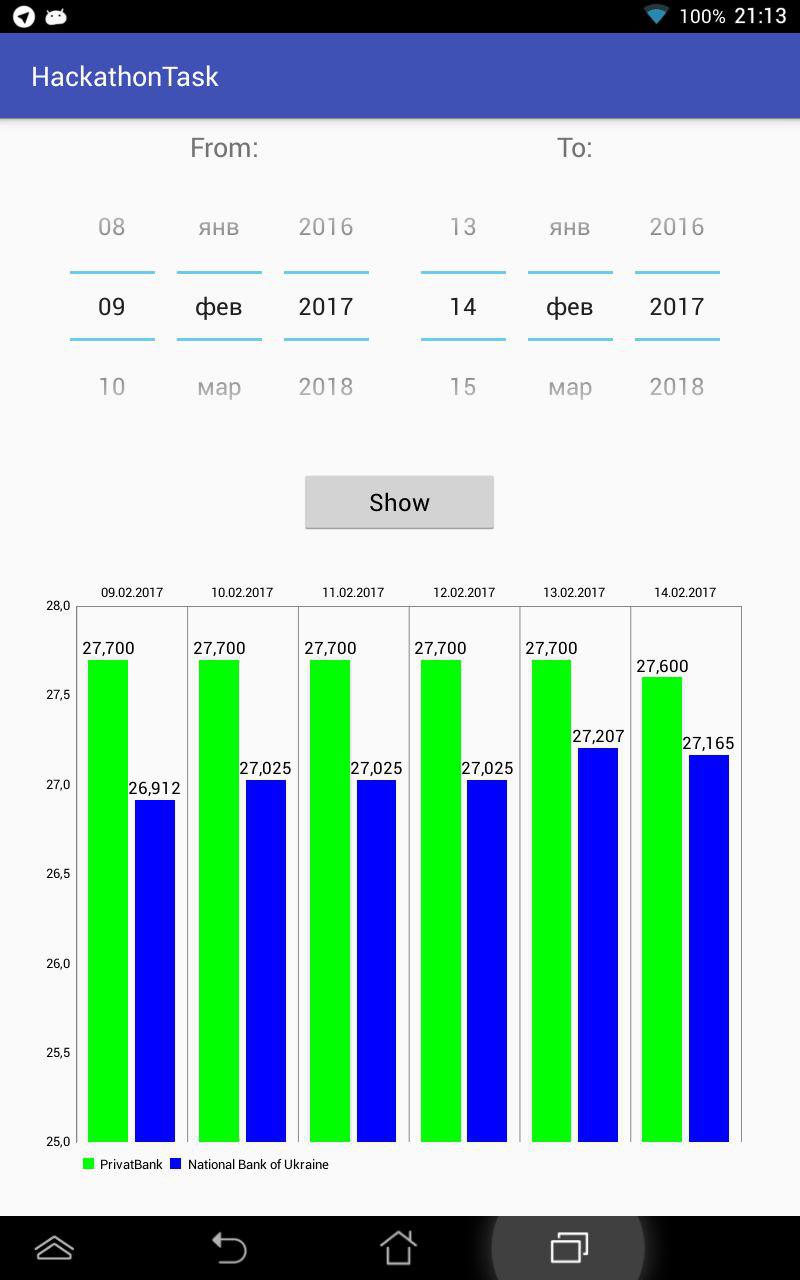 100% 21:13
HackathonTask
From: To:
08 янв 2016 13 янв 2016
09 фев 2017 14 фев 2017
10 мар 2018 15 мар 2018
Show
09.02.2017 10.02.2017 11.02.2017 12.02.2017 13.02.2017 14.02.2017
28,0
27,700 27,700 27,700 27,700 27,700 27,600
27,5
27,207 27,165
27,025 27,025 27,025
27,0
26,912
26,5
26,0
25,5
25,0
PrivatBank National Bank of Ukraine